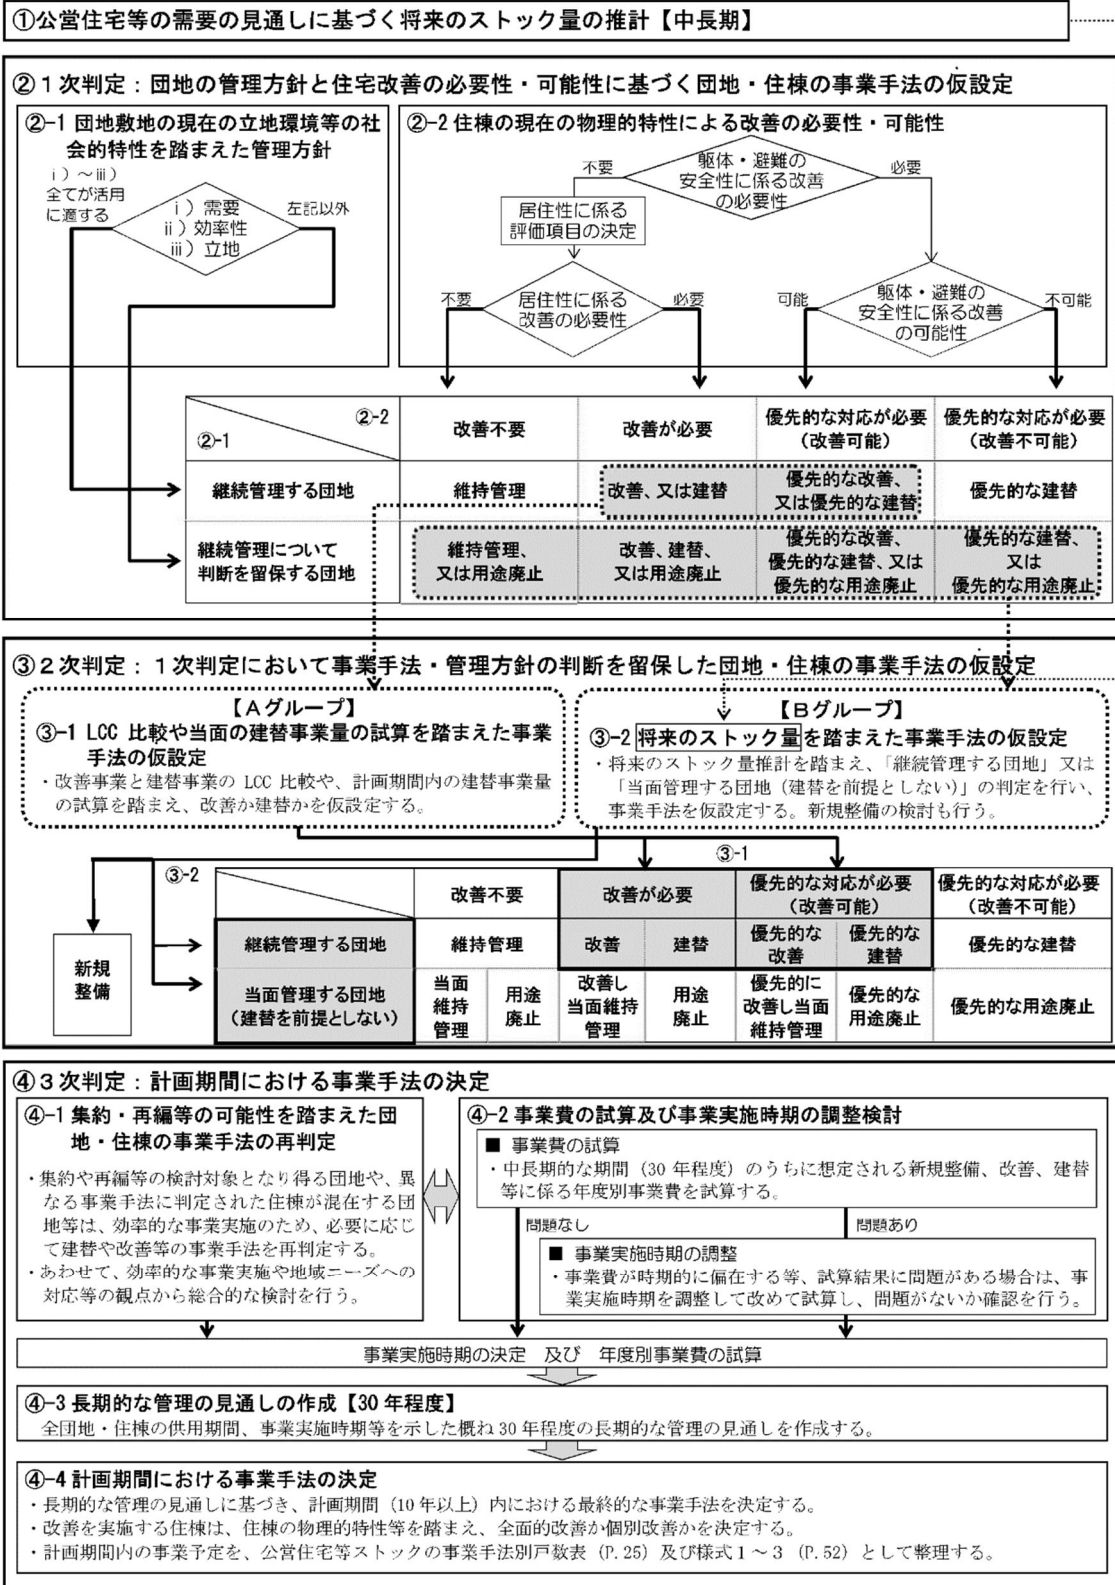 ①公営住宅等の需要の見通しに基づく将来のストック量の推計【中長期】
②1次判定：団地の管理方針と住宅改善の必要性・可能性に基づく団地・住棟の事業手法の仮設定
②-1 団地敷地の現在の立地環境等の社
会的特性を踏まえた管理方針
ⅰ）～ⅲ）
全てが活用
に適する
ⅰ）需要
ⅱ）効率性
ⅲ）立地
左記以外
②-2 住棟の現在の物理的特性による改善の必要性・可能性
不要
躯体・避難の
安全性に係る改善
の必要性
必要
居住性に係る
評価項目の決定
不要
居住性に係る
改善の必要性
必要
可能
躯体・避難の
安全性に係る改善
の可能性
不可能
②-2
②-1
改善不要
改善が必要
優先的な対応が必要
（改善可能）
優先的な対応が必要
（改善不可能）
継続管理する団地
維持管理
改善、又は建替
優先的な改善、
又は優先的な建替
優先的な建替
継続管理について
判断を留保する団地
維持管理、
又は用途廃止
改善、建替、
又は用途廃止
優先的な改善、
優先的な建替、又は
優先的な用途廃止
優先的な建替、
又は
優先的な用途廃止
③2次判定：1次判定において事業手法・管理方針の判断を留保した団地・住棟の事業手法の仮設定
【Aグループ】
③-1 LCC 比較や当面の建替事業量の試算を踏まえた事業
手法の仮設定
・改善事業と建替事業の LCC 比較や、計画期間内の建替事業量
の試算を踏まえ、改善か建替かを仮設定する。
【Bグループ】
③-2 将来のストック量を踏まえた事業手法の仮設定
・将来のストック量推計を踏まえ、「継続管理する団地」又は
「当面管理する団地（建替を前提としない）」の判定を行い、
事業手法を仮設定する。新規整備の検討も行う。
③-1
③-2
改善不要
改善が必要
優先的な対応が必要
（改善可能）
優先的な対応が必要
（改善不可能）
新規
整備
継続管理する団地
維持管理
改善
建替
優先的な
改善
優先的な
建替
優先的な建替
当面管理する団地
（建替を前提としない）
当面
維持
管理
用途
廃止
改善し
当面維持
管理
用途
廃止
優先的に
改善し当面
維持管理
優先的な
用途廃止
優先的な用途廃止
④3次判定：計画期間における事業手法の決定
④-1 集約・再編等の可能性を踏まえた団
地・住棟の事業手法の再判定
・集約や再編等の検討対象となり得る団地や、異
なる事業手法に判定された住棟が混在する団
地等は、効率的な事業実施のため、必要に応じ
て建替や改善等の事業手法を再判定する。
・あわせて、効率的な事業実施や地域ニーズへの
対応等の観点から総合的な検討を行う。
④-2 事業費の試算及び事業実施時期の調整検討
■ 事業費の試算
・中長期的な期間（30 年程度）のうちに想定される新規整備、改善、建替
等に係る年度別事業費を試算する。
問題なし
問題あり
■ 事業実施時期の調整
・事業費が時期的に偏在する等、試算結果に問題がある場合は、事
業実施時期を調整して改めて試算し、問題がないか確認を行う。
事業実施時期の決定　及び　年度別事業費の試算
④-3 長期的な管理の見通しの作成【30 年程度】
全団地・住棟の供用期間、事業実施時期等を示した概ね 30 年程度の長期的な管理の見通しを作成する。
④-4 計画期間における事業手法の決定
・長期的な管理の見通しに基づき、計画期間（10 年以上）内における最終的な事業手法を決定する。
・改善を実施する住棟は、住棟の物理的特性等を踏まえ、全面的改善か個別改善かを決定する。
・計画期間内の事業予定を、公営住宅等ストックの事業手法別戸数表（P.25）及び様式1～3（P.52）として整理する。